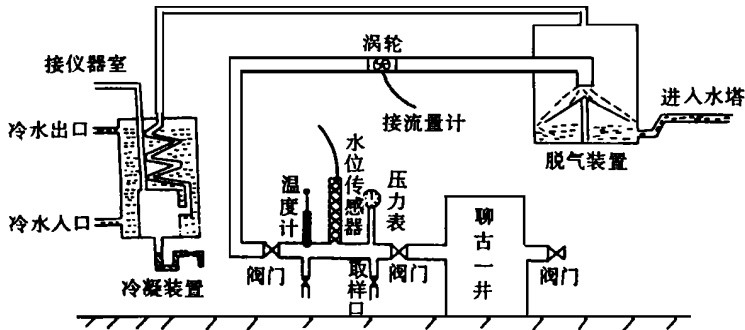 涡轮
接仪器室
进入水塔
接流量计
冷水出口
脱气装置
水位传感器
温度计
压力表
聊古一井
冷水人口
阀门
取样口
阀门
阀门
冷凝装置